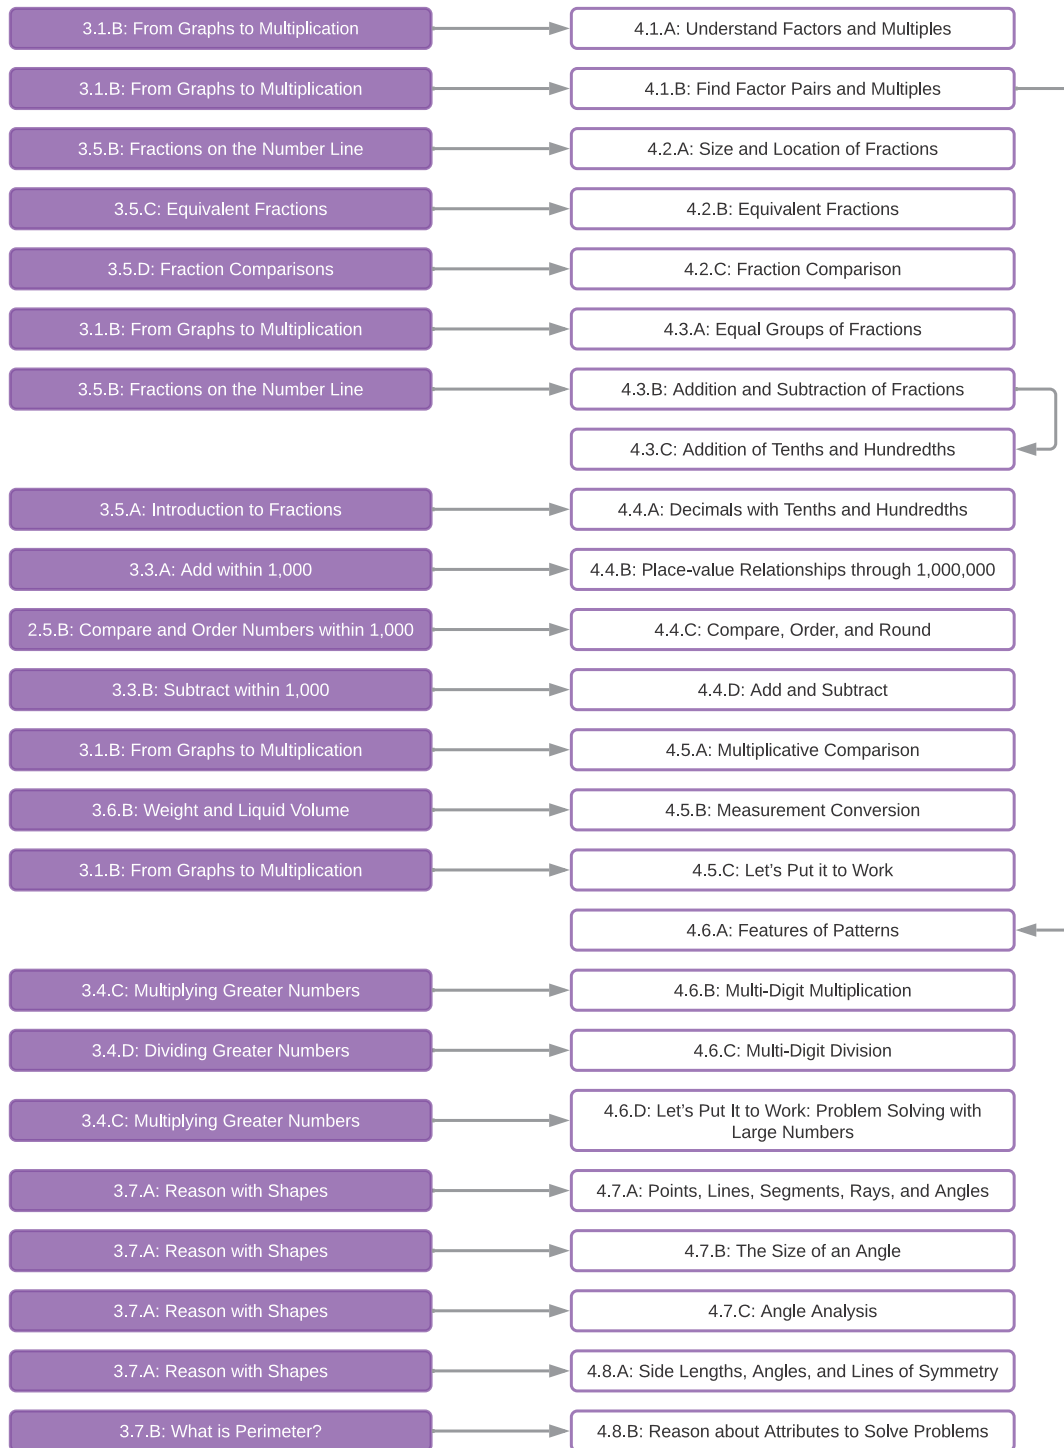 3.1.B: From Graphs to Multiplication
4.1.A: Understand Factors and Multiples
3.1.B: From Graphs to Multiplication
4.1.B: Find Factor Pairs and Multiples
3.5.B: Fractions on the Number Line
4.2.A: Size and Location of Fractions
3.5.C: Equivalent Fractions
4.2.B: Equivalent Fractions
3.5.D: Fraction Comparisons
4.2.C: Fraction Comparison
3.1.B: From Graphs to Multiplication
4.3.A: Equal Groups of Fractions
3.5.B: Fractions on the Number Line
4.3.B: Addition and Subtraction of Fractions
4.3.C: Addition of Tenths and Hundredths
3.5.A: Introduction to Fractions
4.4.A: Decimals with Tenths and Hundredths
3.3.A: Add within 1,000
4.4.B: Place-value Relationships through 1,000,000
2.5.B: Compare and Order Numbers within 1,000
4.4.C: Compare, Order, and Round
3.3.B: Subtract within 1,000
4.4.D: Add and Subtract
3.1.B: From Graphs to Multiplication
4.5.A: Multiplicative Comparison
3.6.B: Weight and Liquid Volume
4.5.B: Measurement Conversion
3.1.B: From Graphs to Multiplication
4.5.C: Let’s Put it to Work
4.6.A: Features of Patterns
3.4.C: Multiplying Greater Numbers
4.6.B: Multi-Digit Multiplication
3.4.D: Dividing Greater Numbers
4.6.C: Multi-Digit Division
3.4.C: Multiplying Greater Numbers
4.6.D: Let’s Put It to Work: Problem Solving with
Large Numbers
3.7.A: Reason with Shapes
4.7.A: Points, Lines, Segments, Rays, and Angles
3.7.A: Reason with Shapes
4.7.B: The Size of an Angle
3.7.A: Reason with Shapes
4.7.C: Angle Analysis
3.7.A: Reason with Shapes
4.8.A: Side Lengths, Angles, and Lines of Symmetry
3.7.B: What is Perimeter?
4.8.B: Reason about Attributes to Solve Problems